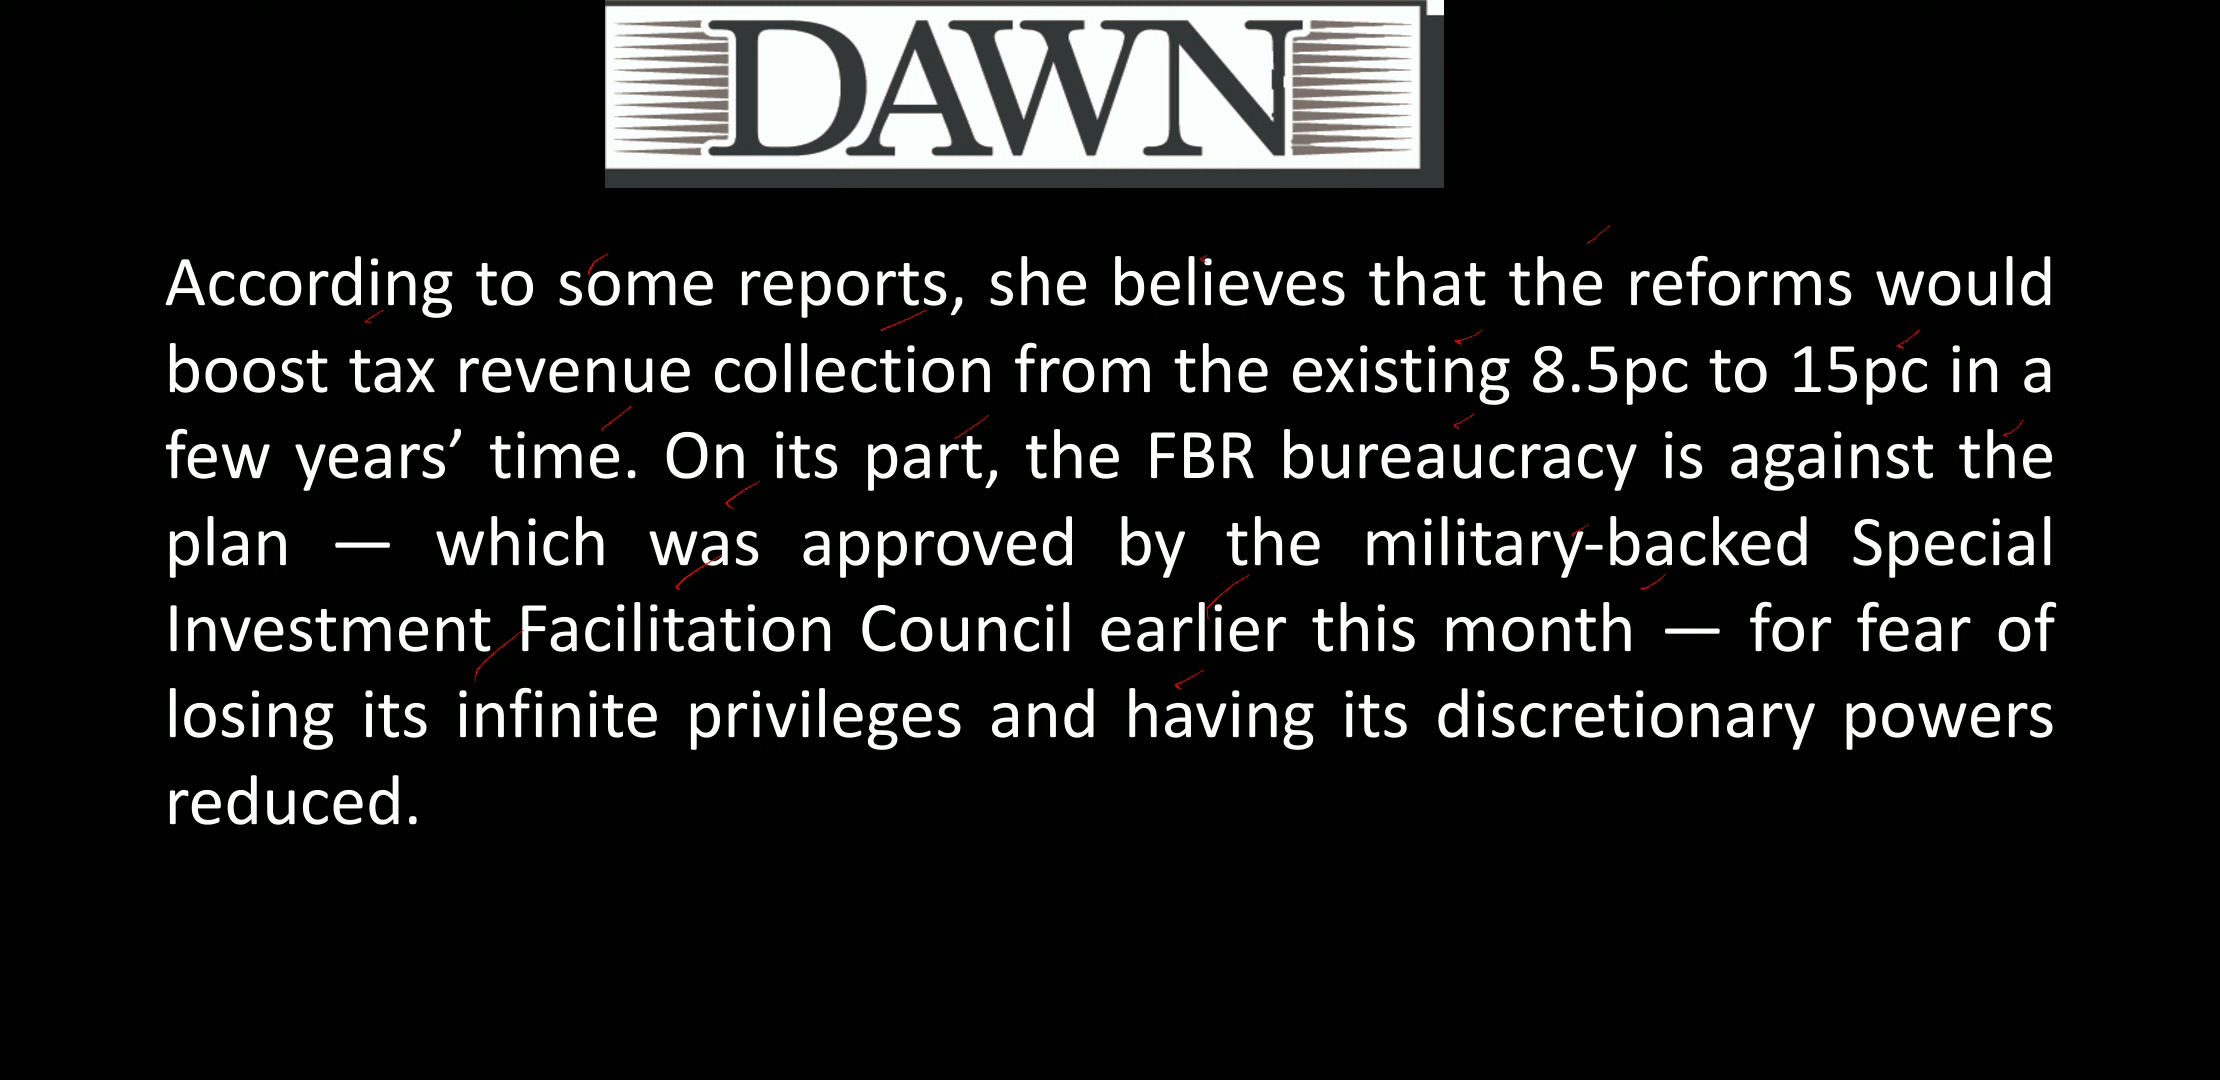 DAWN
According to some reports, she believes that the reforms would
boost tax revenue collection from the existing 8.5pc to 15pc in a
few years’ time. On its part, the FBR bureaucracy is against the
plan — which was approved by the military-backed Special
Investment Facilitation Council earlier this month — for fear of
losing its infinite privileges and having its discretionary powers
reduced.